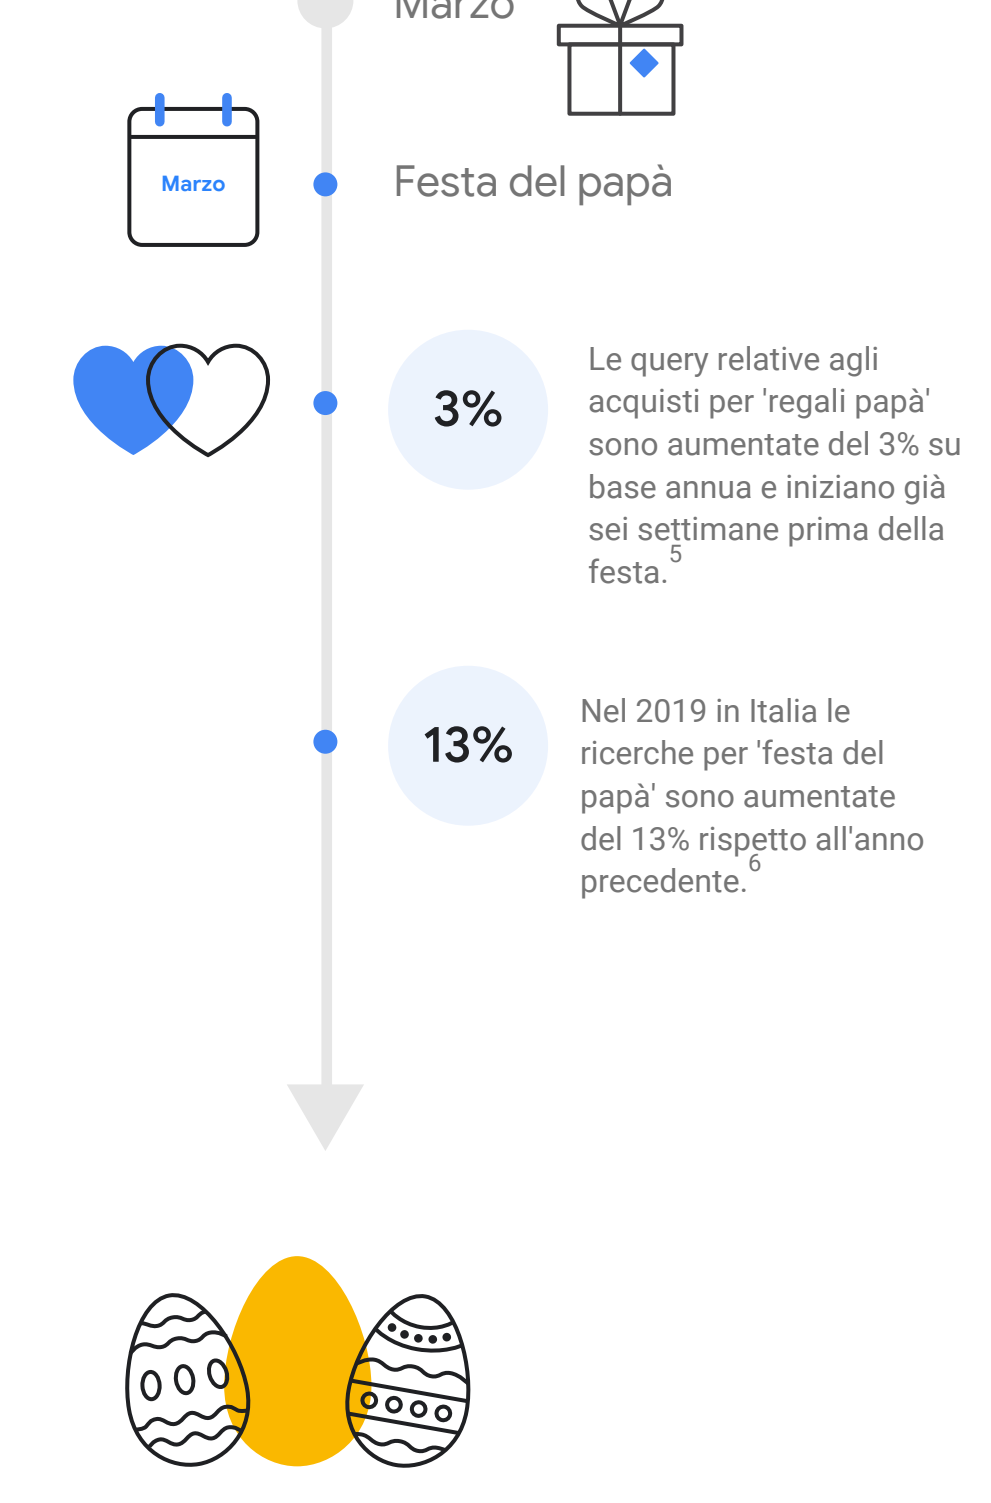 Marzo
Marzo
Festa del papà
3%
Le query relative agli
acquisti per 'regali papà'
sono aumentate del 3% su
base annua e iniziano già
sei settimane prima della
festa.5
13%
Nel 2019 in Italia le
ricerche per 'festa del
papà' sono aumentate
del 13% rispetto all'anno
precedente.6